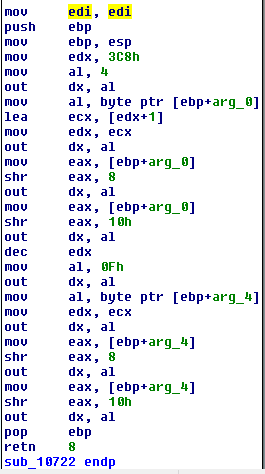 mov edi, edi
push ebp
mov ebp, esp
mov edx, 3C8h
mov al, 4
out dx, al
mov al, byte ptr [ebp+arg_0]
lea ecx, [edx+1]
mov edx, ecx
out dx, al
mov eax, [ebp+arg_0]
shr eax, 8
out dx, al
mov eax, [ebp+arg_0]
shr eax, 10h
out dx, al
dec edx
mov al, 0Fh
out dx, al
mov al, byte ptr [ebp+arg_4]
mov edx, ecx
out dx, al
mov eax, [ebp+arg_4]
shr eax, 8
out dx, al
mov eax, [ebp+arg_4]
shr eax, 10h
out dx, al
pop ebp
retn 8
sub_10722 endp